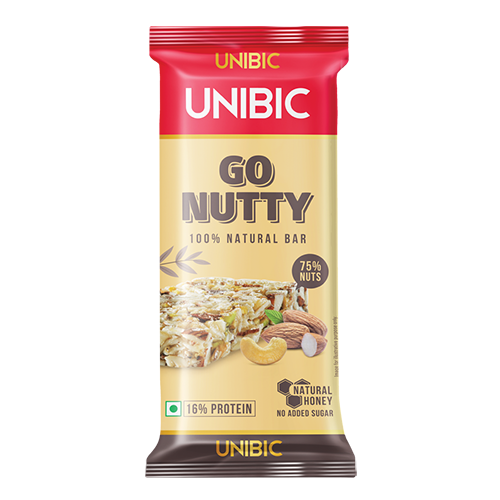 UNIBIC
UNIBIC
GO
NUTTY
100% NATURAL BAR
75%
NUTS
NATURAL
HONEY
NO ADDED SUGAR
16% PROTEIN
UNIBIC